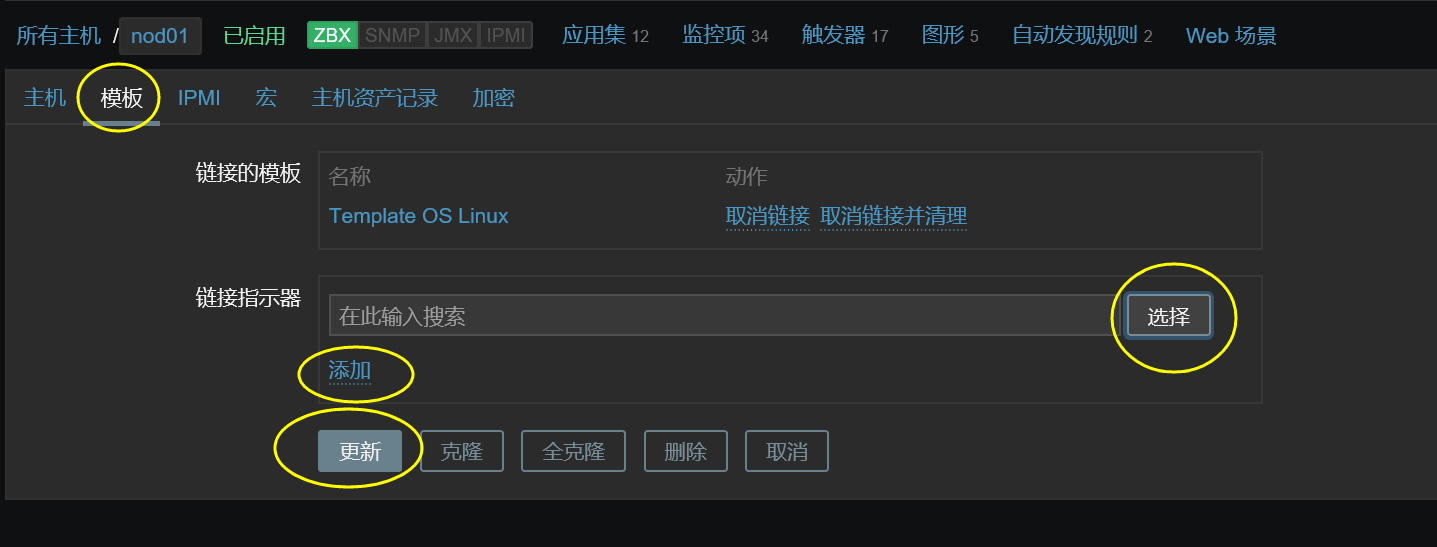 所有主机 / nod01 已启用 ZBX SNMP JMX IPMI 应用集 12 监控项 34 触发器 17 图形 5 自动发现规则 2 Web 场景
主机 模板 IPMI 宏 主机资产记录 加密
链接的模板 名称 动作
Template OS Linux 取消链接 取消链接并清理
链接指示器
在此输入搜索 选择
添加
更新 克隆 全克隆 删除 取消